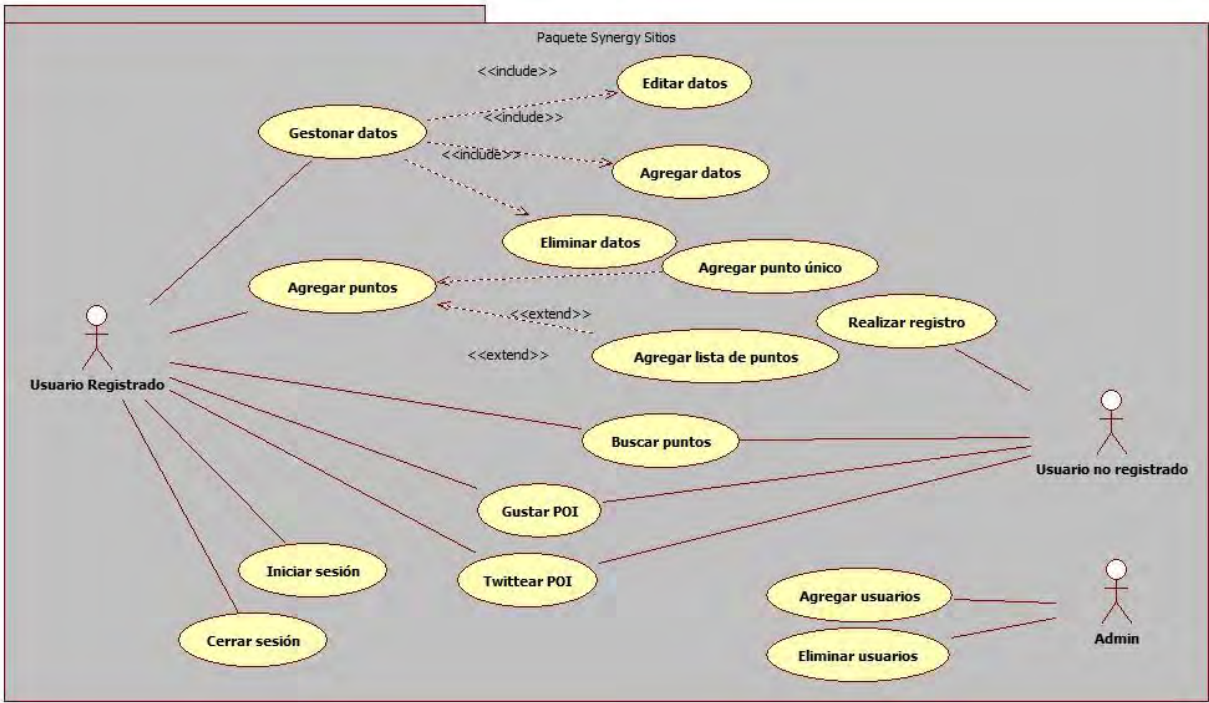 Paquete Synergy Sitios
<<include>>
Editar datos
<<include>>
Gestonar datos
<<include>>
Agregar datos
Eliminar datos
Agregar punto único
Agregar puntos
<<extend>>
Realizar registro
<<extend>>
Agregar lista de puntos
Usuario Registrado
Buscar puntos
Usuario no registrado
Gustar POI
Iniciar sesión
Twittear POI
Agregar usuarios
Cerrar sesión
Admin
Eliminar usuarios